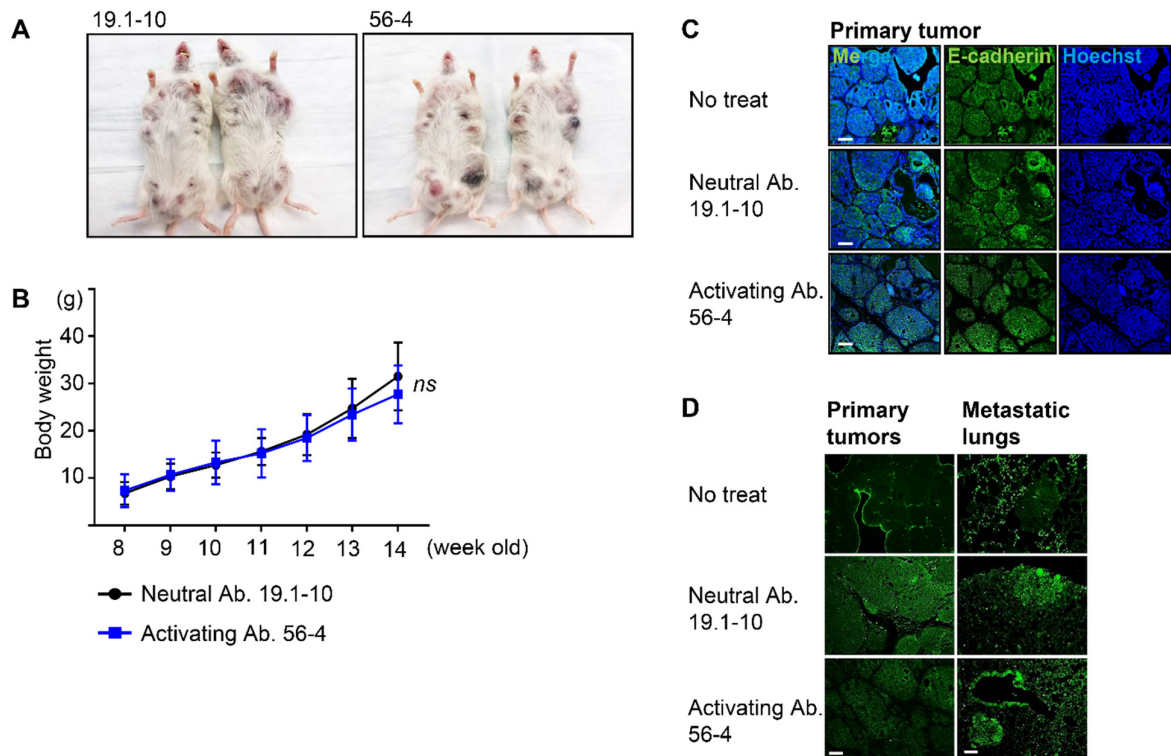 A
19.1-10
56-4
B
(g)
40
30
20
10
Body weight
ns
8 9 10 11 12 13 14 (week old)
Neutral Ab. 19.1-10
Activating Ab. 56-4
C
Primary tumor
Merge E-cadherin Hoechst
No treat
Neutral Ab.
19.1-10
Activating Ab.
56-4
D
Primary
tumors
Metastatic
lungs
No treat
Neutral Ab.
19.1-10
Activating Ab.
56-4